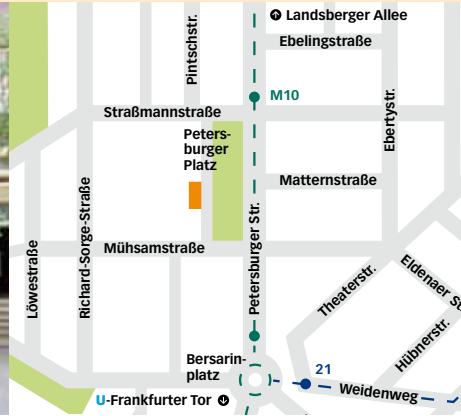 Landsberger Allee
Ebelingstraße
Pintschstr.
M10
Straßmannstraße
Ebertystr.
Peters-
burger
Platz
Matternstraße
Richard-Sorge-Straße
Petersburger Str.
Löwestraße
Mühsamstraße
Theaterstr.
Eldenaer S
Hübnerstr.
Bersarin-
platz
21
Weidenweg
U-Frankfurter Tor